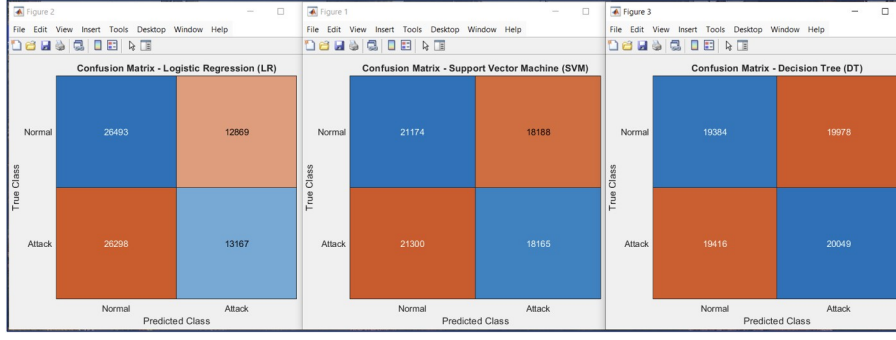 Figure 2
File Edit View Insert Tools Desktop Window Help
Confusion Matrix - Logistic Regression (LR)
True Class
Normal
26493
12869
Attack
26298
13167
Normal
Attack
Predicted Class
Figure 1
File Edit View Insert Tools Desktop Window Help
Confusion Matrix - Support Vector Machine (SVM)
True Class
Normal
21174
18188
Attack
21300
18165
Normal
Attack
Predicted Class
Figure 3
File Edit View Insert Tools Desktop Window Help
Confusion Matrix - Decision Tree (DT)
True Class
Normal
19384
19978
Attack
19416
20049
Normal
Attack
Predicted Class